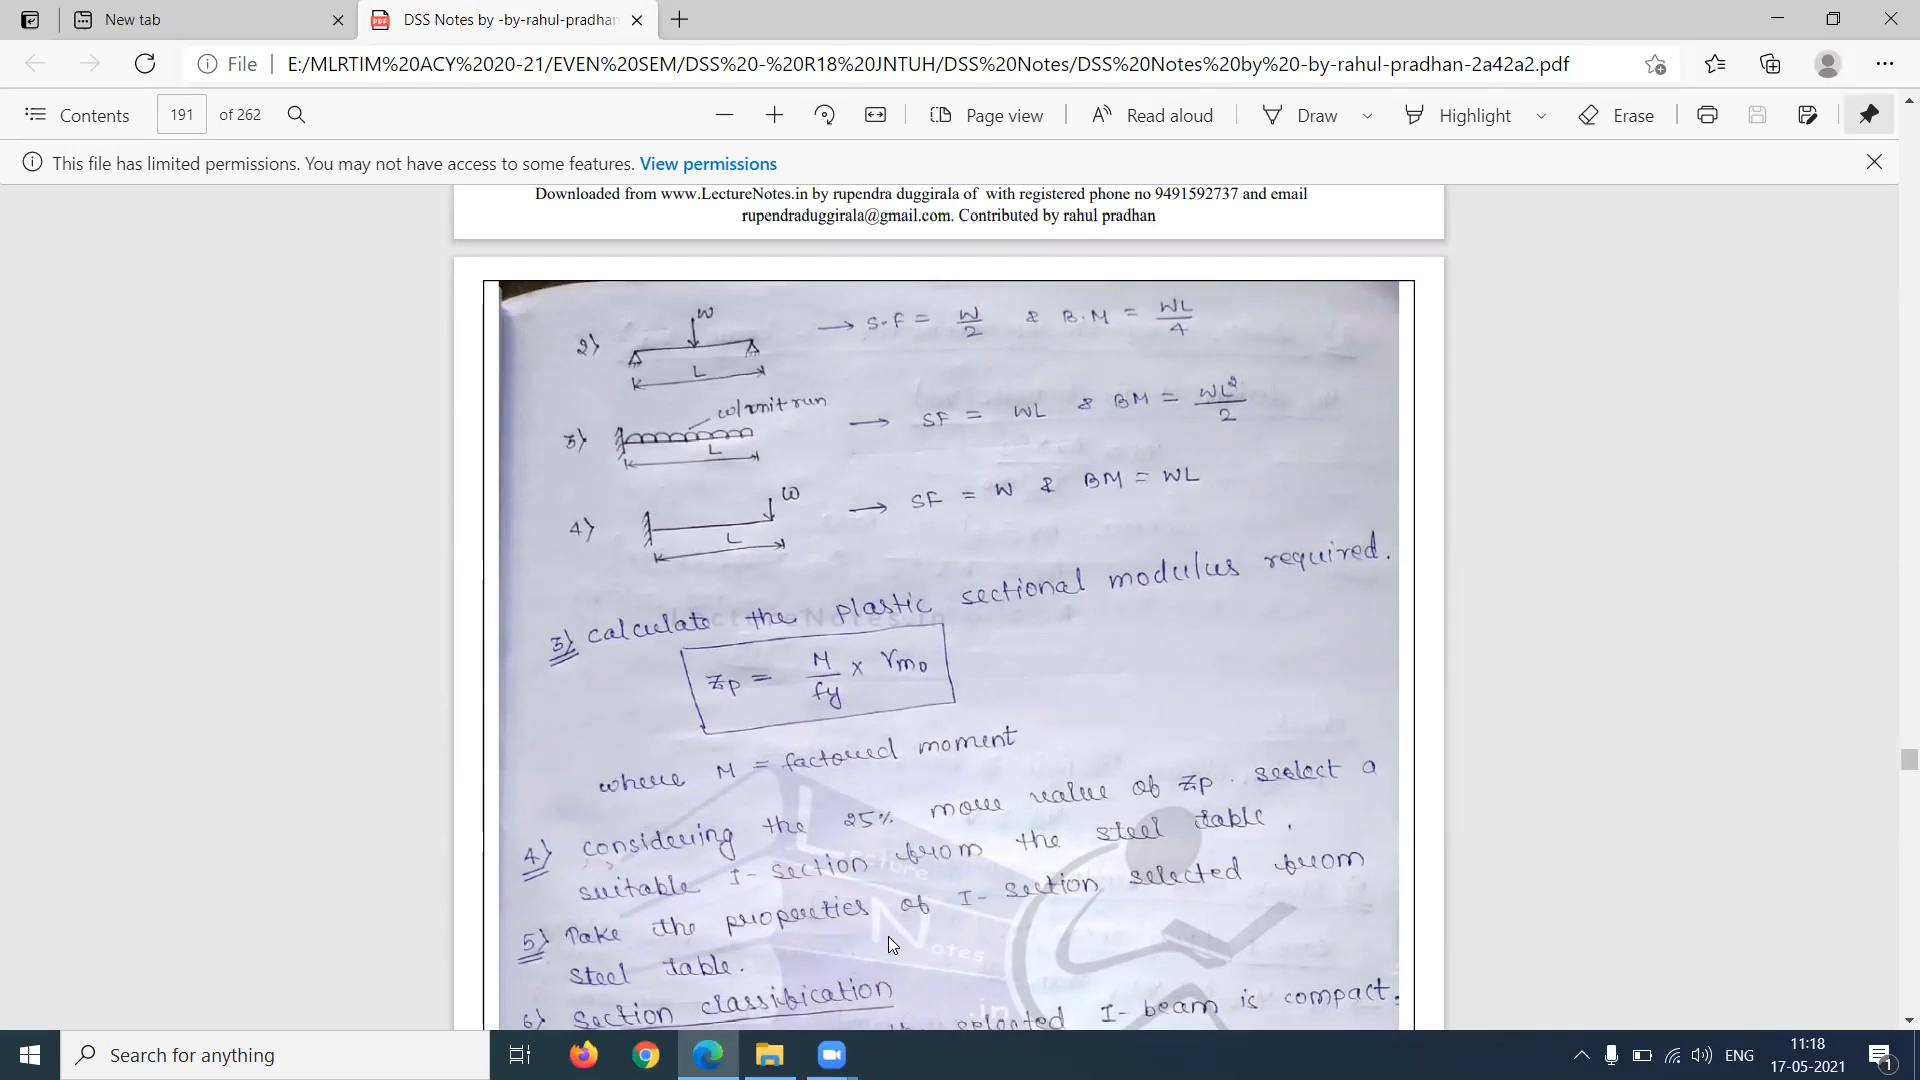 New tab
DSS Notes by -by-rahul-pradhan
File
E:/MLRTIM%20ACY%2020-21/EVEN%20SEM/DSS%20-%20R18%20JNTUH/DSS%20Notes/DSS%20Notes%20by%20-by-rahul-pradhan-2a42a2.pdf
Contents 191 of 262 Page view Read aloud Draw Highlight Erase
This file has limited permissions. You may not have access to some features. View permissions
Downloaded from www.LectureNotes.in by rupendra duggirala of with registered phone no 9491592737 and email
rupendraduggirala@gmail.com. Contributed by rahul pradhan
2) W L → S.F = W/2 & B.M = WL/4
3) w/unit run L → SF = WL & BM = WL²/2
4) W L → SF = W & BM = WL
3) calculate the plastic sectional modulus required.
Zp = M/fy × γm0
where M = factored moment
4) considering the 25% more value of Zp. seelect a
suitable I-section from the steel table.
5) Take the properties of I-section selected from
steel table.
6) section classification
selected I-beam is compact.
Search for anything
ENG
11:18
17-05-2021
1